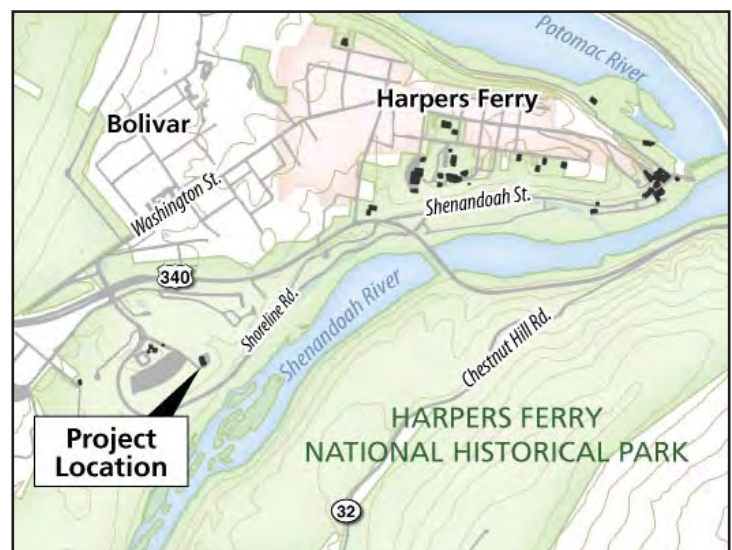 Potomac River
Harpers Ferry
Bolivar
Washington St.
Shenandoah St.
340
Shoreline Rd.
Shenandoah River
Chestnut Hill Rd.
HARPERS FERRY
NATIONAL HISTORICAL PARK
Project
Location
32